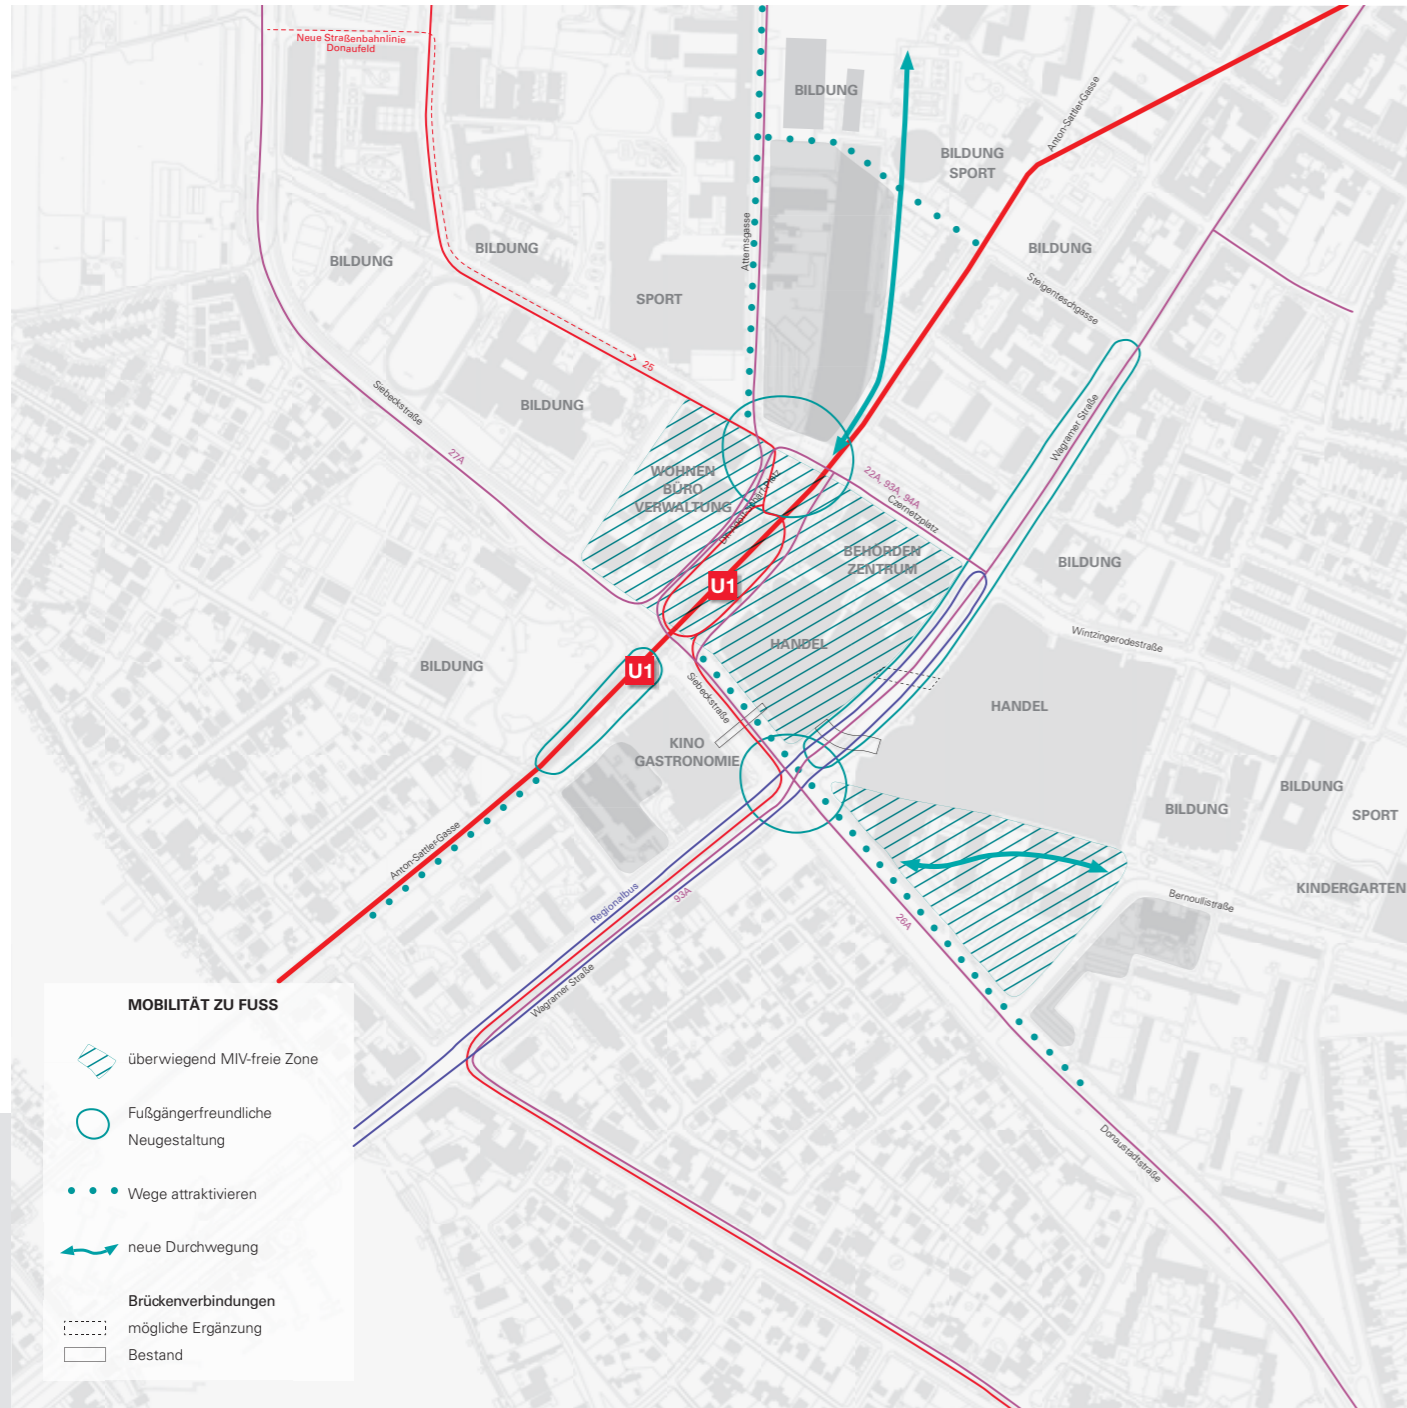 Neue Straßenbahnlinie
Donaufeld
BILDUNG
Anton-Sattler-Gasse
BILDUNG
SPORT
Attemsgasse
BILDUNG
BILDUNG
BILDUNG
Steigenteschgasse
SPORT
25
Siebeckstraße
BILDUNG
Wagramer Straße
27A
WOHNEN
BÜRO
VERWALTUNG
22A, 93A, 94A
Czernetzplatz
BEHÖRDEN
ZENTRUM
BILDUNG
U1
HANDEL
Wintzingerodestraße
BILDUNG
U1
Siebeckstraße
HANDEL
KINO
GASTRONOMIE
BILDUNG
BILDUNG
SPORT
Anton-Sattler-Gasse
Regionalbus
93A
26A
KINDERGARTEN
Bernoullistraße
Wagramer Straße
Donaustadtstraße
MOBILITÄT ZU FUSS
überwiegend MIV-freie Zone
Fußgängerfreundliche
Neugestaltung
Wege attraktivieren
neue Durchwegung
Brückenverbindungen
mögliche Ergänzung
Bestand